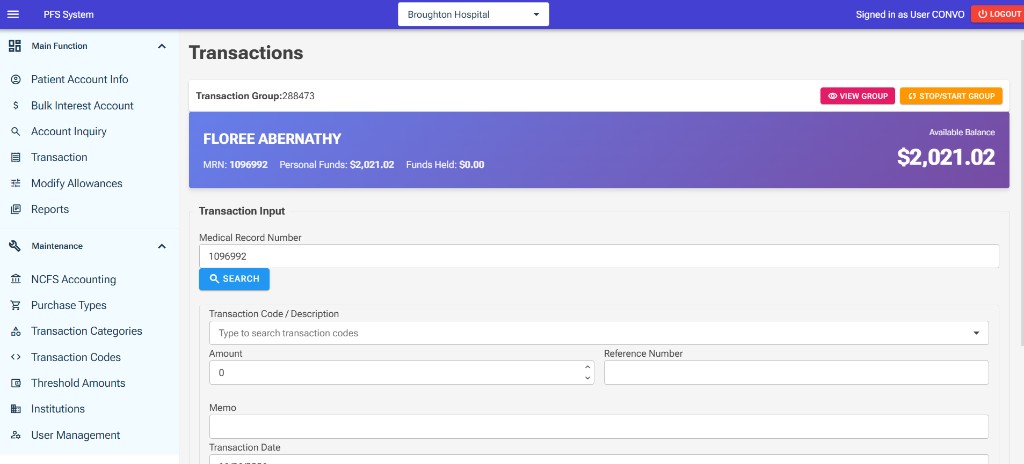 PFS System
Broughton Hospital
Signed in as User CONVO
LOGOUT
Main Function
Patient Account Info
Bulk Interest Account
Account Inquiry
Transaction
Modify Allowances
Reports
Maintenance
NCFS Accounting
Purchase Types
Transaction Categories
Transaction Codes
Threshold Amounts
Institutions
User Management
Transactions
Transaction Group:288473
VIEW GROUP
STOP/START GROUP
FLOREE ABERNATHY
MRN: 1096992 Personal Funds: $2,021.02 Funds Held: $0.00
Available Balance
$2,021.02
Transaction Input
Medical Record Number
1096992
SEARCH
Transaction Code / Description
Type to search transaction codes
Amount
Reference Number
0
Memo
Transaction Date